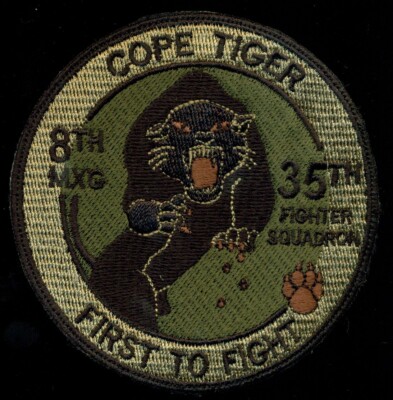 COPE TIGER
8TH
MXG
35TH
FIGHTER
SQUADRON
FIRST TO FIGHT